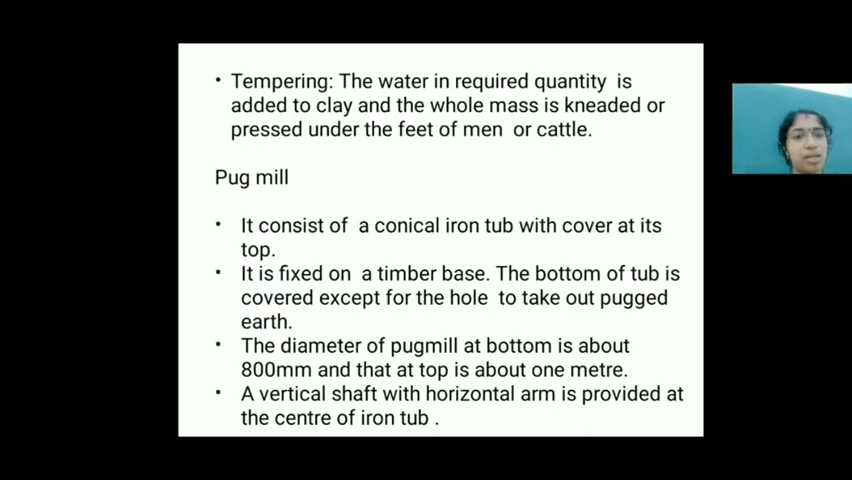 • Tempering: The water in required quantity is
added to clay and the whole mass is kneaded or
pressed under the feet of men or cattle.
Pug mill
• It consist of a conical iron tub with cover at its
top.
• It is fixed on a timber base. The bottom of tub is
covered except for the hole to take out pugged
earth.
• The diameter of pugmill at bottom is about
800mm and that at top is about one metre.
• A vertical shaft with horizontal arm is provided at
the centre of iron tub .